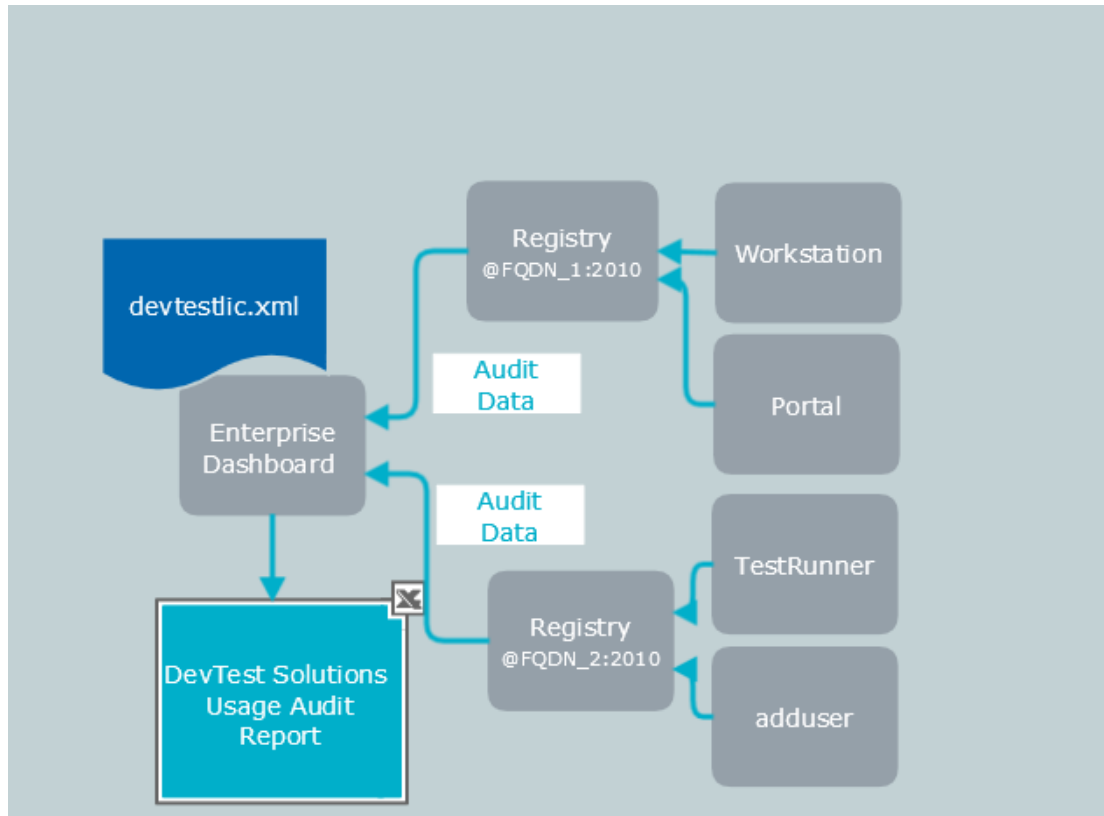 devtestlic.xml
Enterprise
Dashboard
DevTest Solutions
Usage Audit
Report
Audit
Data
Audit
Data
Registry
@FQDN_1:2010
Registry
@FQDN_2:2010
Workstation
Portal
TestRunner
adduser